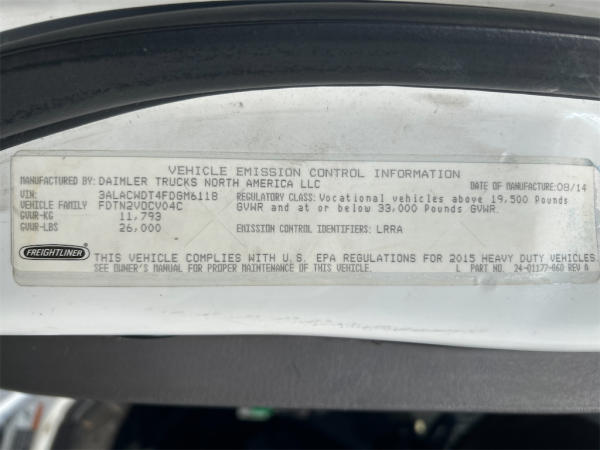 VEHICLE EMISSION CONTROL INFORMATION
MANUFACTURED BY: DAIMLER TRUCKS NORTH AMERICA LLC DATE OF MANUFACTURE: 08/14
VIN: 3ALACWDT4FDGM6118 REGULATORY CLASS: Vocational vehicles above 19,500 Pounds
VEHICLE FAMILY FDTN2VOCV04C GVWR and at or below 33,000 Pounds GVWR.
GVWR-KG 11,793
GVWR-LBS 26,000 EMISSION CONTROL IDENTIFIERS: LRRA
FREIGHTLINER
THIS VEHICLE COMPLIES WITH U.S. EPA REGULATIONS FOR 2015 HEAVY DUTY VEHICLES.
SEE OWNER'S MANUAL FOR PROPER MAINTENANCE OF THIS VEHICLE. L PART NO. 24-01177-060 REV A